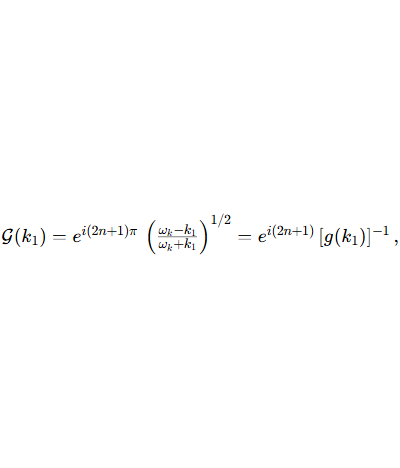 $\mathcal{G}(k_1) = e^{i(2n+1)\pi} \left( \frac{\omega_k - k_1}{\omega_k + k_1} \right)^{1/2} = e^{i(2n+1)} [g(k_1)]^{-1},$